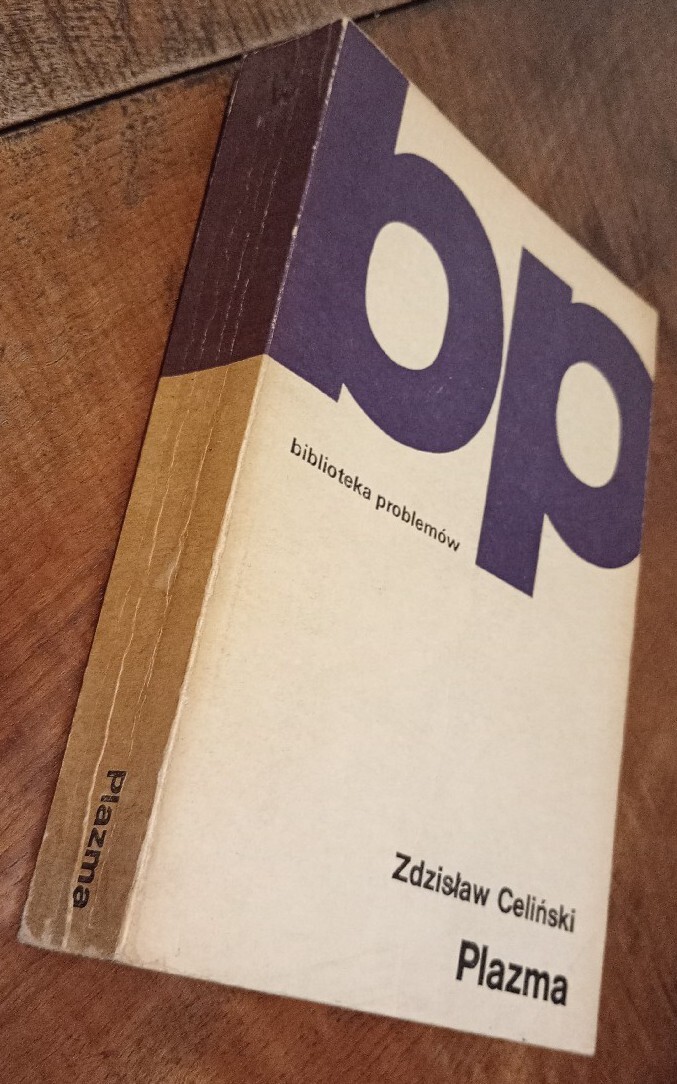 bp
biblioteka problemów
Zdzisław Celiński
Plazma
Plazma